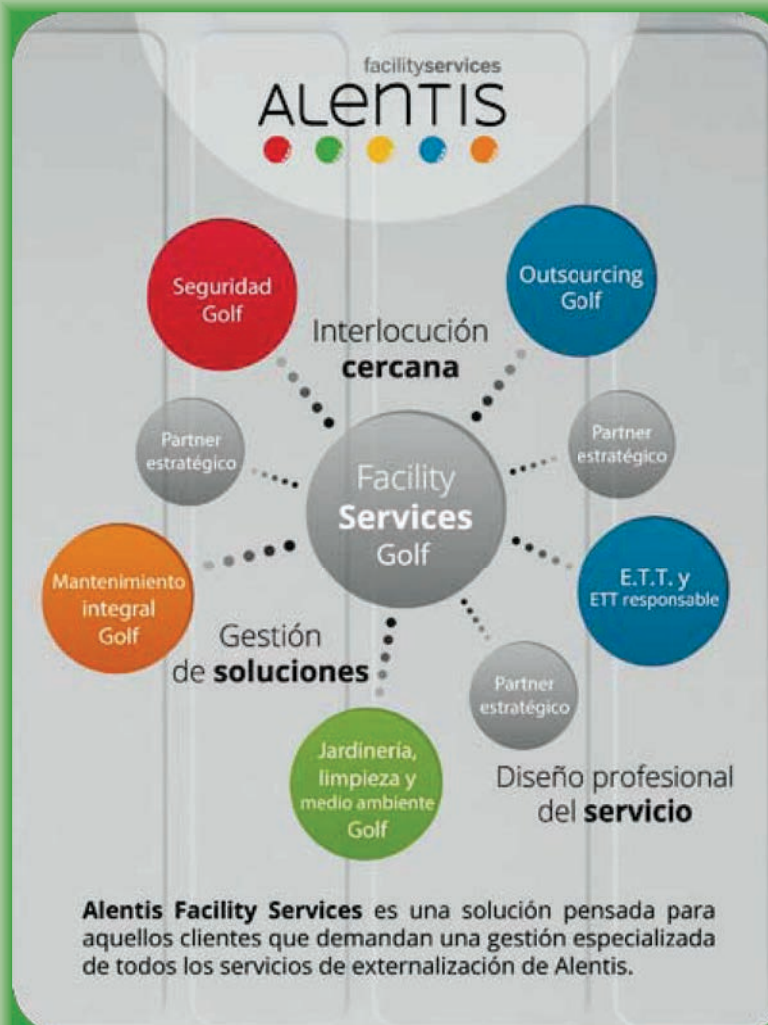 facilityservices
ALENTIS
Seguridad
Golf
Outsourcing
Golf
Interlocución
cercana
Partner
estratégico
Partner
estratégico
Facility
Services
Golf
Mantenimiento
integral
Golf
E.T.T. y
ETT responsable
Gestión
de soluciones
Partner
estratégico
Jardinería,
limpieza y
medio ambiente
Golf
Diseño profesional
del servicio
Alentis Facility Services es una solución pensada para
aquellos clientes que demandan una gestión especializada
de todos los servicios de externalización de Alentis.